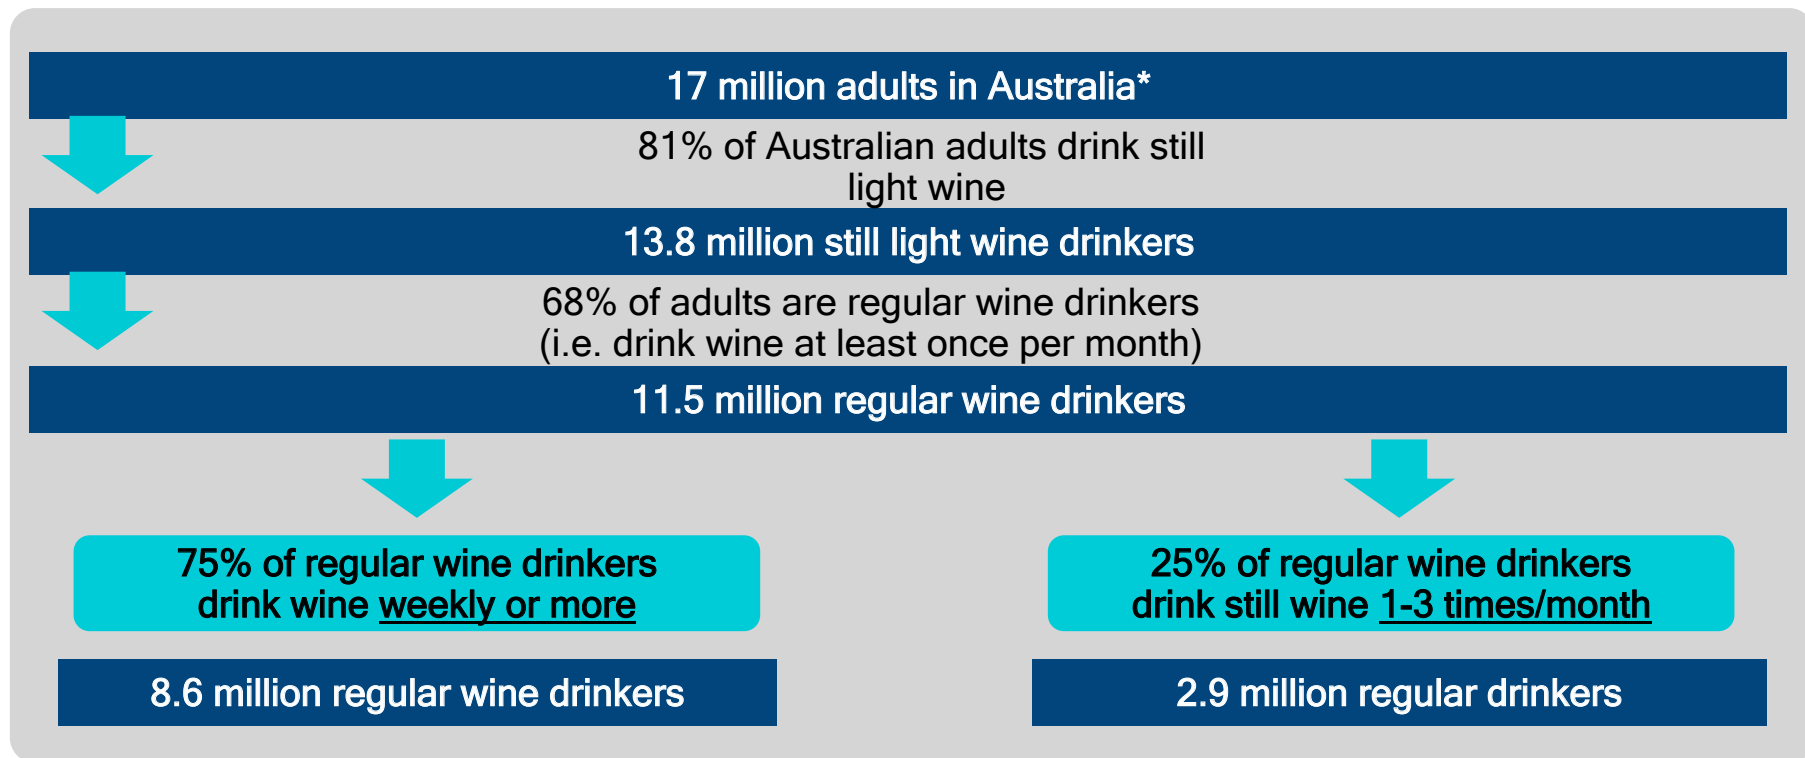 17 million adults in Australia*
81% of Australian adults drink still
light wine
13.8 million still light wine drinkers
68% of adults are regular wine drinkers
(i.e. drink wine at least once per month)
11.5 million regular wine drinkers
75% of regular wine drinkers
drink wine weekly or more
8.6 million regular wine drinkers
25% of regular wine drinkers
drink still wine 1-3 times/month
2.9 million regular drinkers